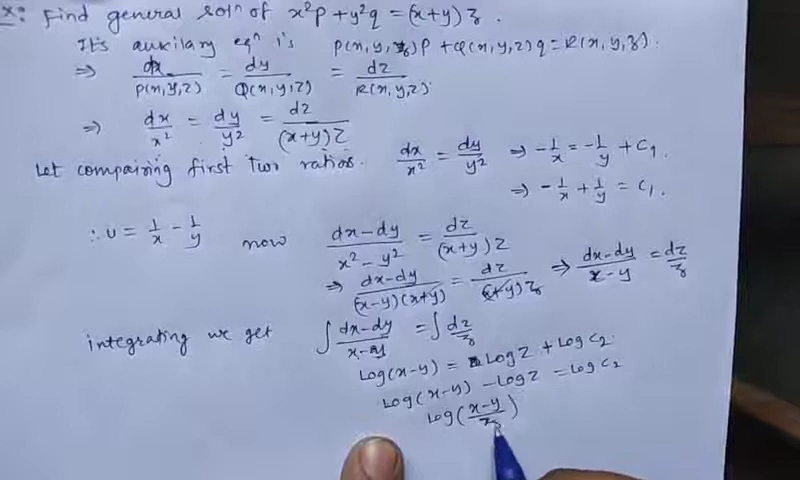 Ex: Find general solⁿ of x²p + y²q = (x+y) z .
It's auxilary eqⁿ is P(x,y,z)p + Q(x,y,z) q = R(x,y,z).
⇒ dx/P(x,y,z) = dy/Q(x,y,z) = dz/R(x,y,z).
⇒ dx/x² = dy/y² = dz/(x+y)z
Let compairing first two ratios. dx/x² = dy/y² ⇒ -1/x = -1/y + C₁.
⇒ -1/x + 1/y = C₁.
∴ u = 1/x - 1/y now dx-dy/x²-y² = dz/(x+y)z
⇒ dx-dy/(x-y)(x+y) = dz/(x+y)z ⇒ dx-dy/x-y = dz/z
integrating we get ∫ dx-dy/x-y = ∫ dz/z
Log(x-y) = Log z + Log C₂.
Log(x-y) - Log z = Log C₂
Log(x-y/z)